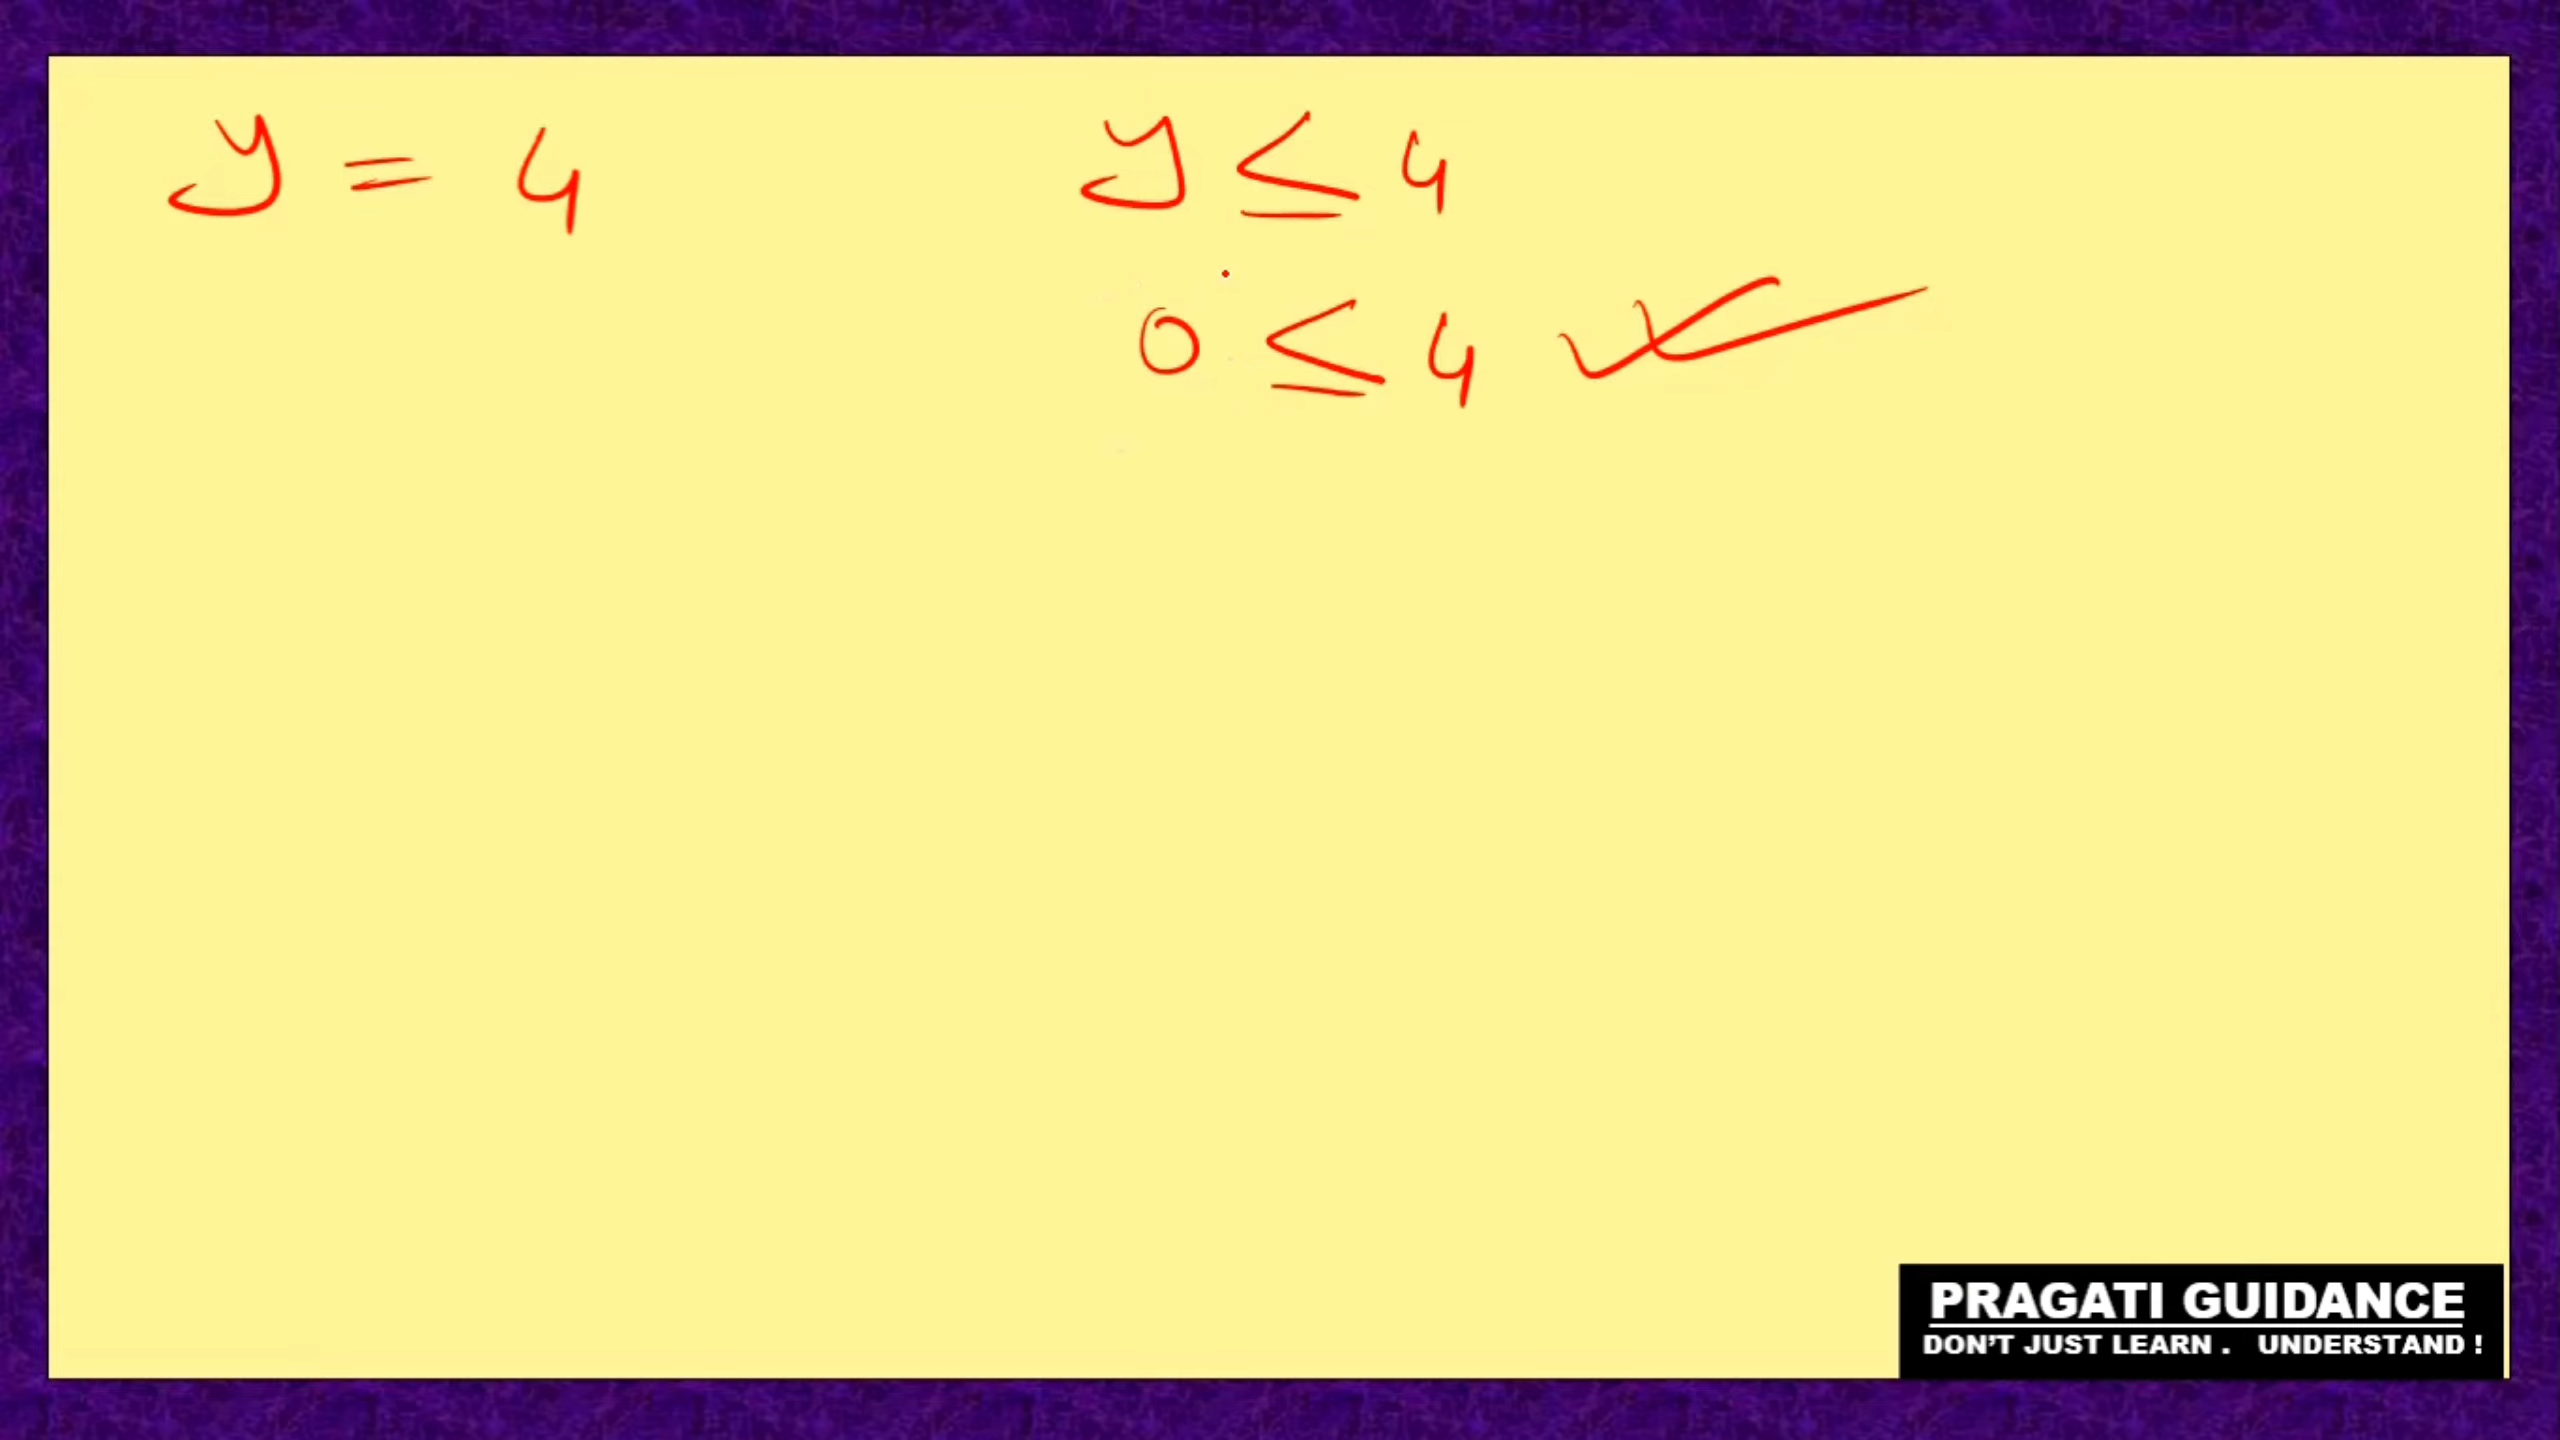 y = 4
y ≤ 4
0 ≤ 4 ✓
PRAGATI GUIDANCE
DON'T JUST LEARN . UNDERSTAND !